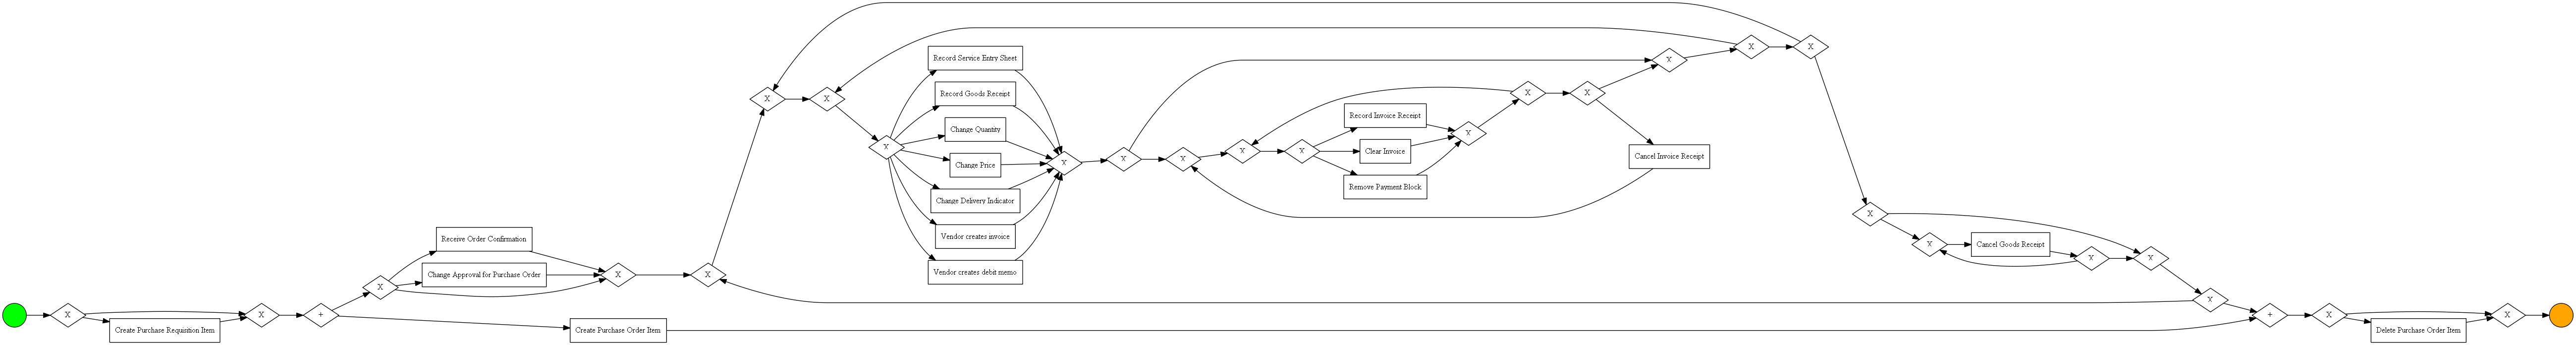 X
Create Purchase Requisition Item
X
+
X
Receive Order Confirmation
Change Approval for Purchase Order
X
Create Purchase Order Item
X
X
X
X
Record Service Entry Sheet
Record Goods Receipt
Change Quantity
Change Price
Change Delivery Indicator
Vendor creates invoice
Vendor creates debit memo
X
X
X
X
X
Record Invoice Receipt
Clear Invoice
Remove Payment Block
X
X
X
Cancel Invoice Receipt
X
X
X
X
X
Cancel Goods Receipt
X
X
X
+
X
Delete Purchase Order Item
X